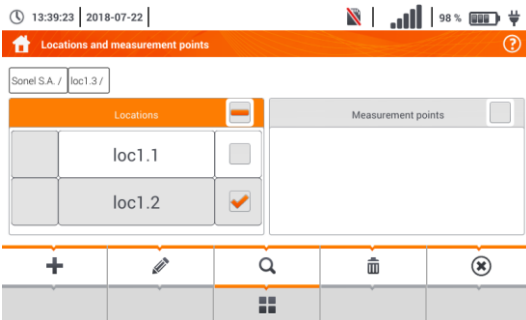 13:39:23 2018-07-22 98 %
Locations and measurement points ?
Sonel S.A. / loc1.3 /
Locations Measurement points
loc1.1
loc1.2